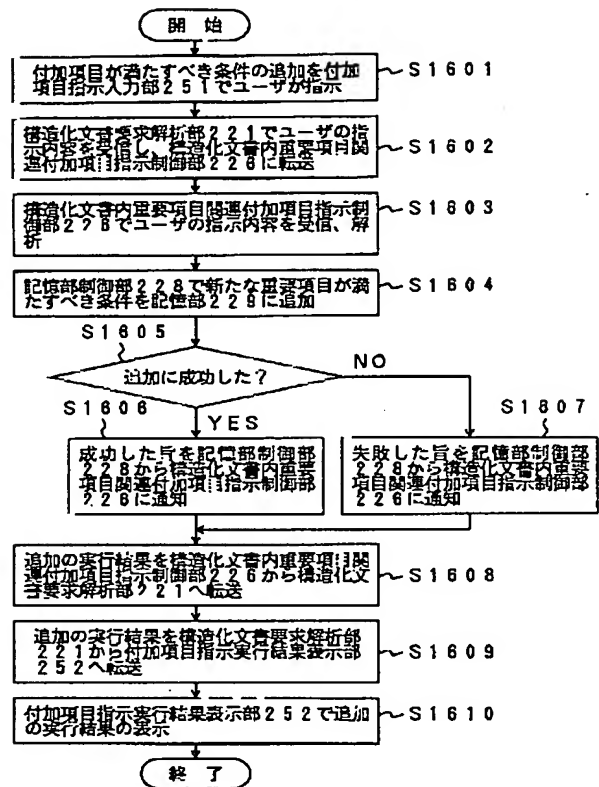 開 始
付加項目が満たすべき条件の追加を付加
項目指示入力部251でユーザが指示
S1601
構造化文書要求解析部221でユーザの指
示内容を受信し、構造化文書内重要項目関
連付加項目指示制御部226に転送
S1602
構造化文書内重要項目関連付加項目指示制
御部226でユーザの指示内容を受信、解
析
S1603
記憶部制御部228で新たな重要項目が満
たすべき条件を記憶部229に追加
S1604
S1605
追加に成功した?
NO
S1606
YES
S1607
成功した旨を記憶部制御部
228から構造化文書内重要
項目関連付加項目指示制御部
226に通知
失敗した旨を記憶部制御部
228から構造化文書内重要
項目関連付加項目指示制御部
226に通知
追加の実行結果を構造化文書内重要項目関
連付加項目指示制御部226から構造化文
書要求解析部221へ転送
S1608
追加の実行結果を構造化文書要求解析部
221から付加項目指示実行結果表示部
252へ転送
S1609
付加項目指示実行結果表示部252で追加
の実行結果の表示
S1610
終 了